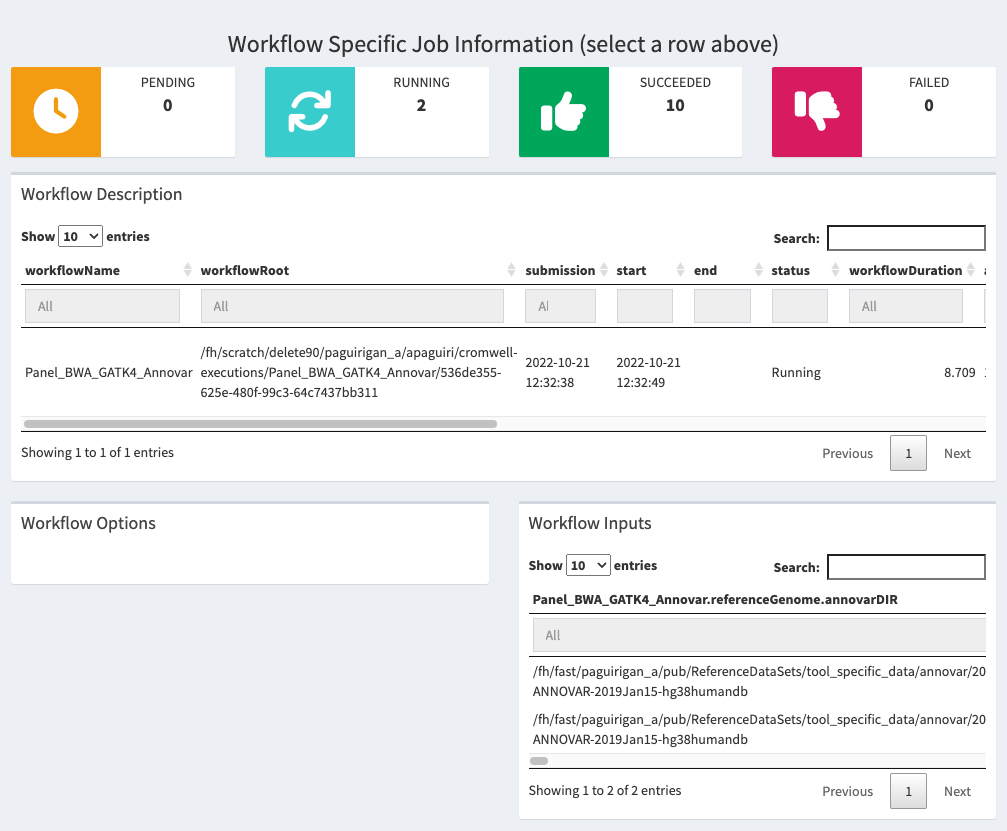 Workflow Specific Job Information (select a row above)
PENDING
0
RUNNING
2
SUCCEEDED
10
FAILED
0
Workflow Description
Show 10 entries
Search:
workflowName workflowRoot submission start end status workflowDuration
All All Al All
/fh/scratch/delete90/paguirigan_a/apaguiri/cromwell-
executions/Panel_BWA_GATK4_Annovar/536de355-
625e-480f-99c3-64c7437bb311
Panel_BWA_GATK4_Annovar
2022-10-21
12:32:38
2022-10-21
12:32:49
Running
8.709
Showing 1 to 1 of 1 entries
Previous 1 Next
Workflow Options
Workflow Inputs
Show 10 entries
Search:
Panel_BWA_GATK4_Annovar.referenceGenome.annovarDIR
All
/fh/fast/paguirigan_a/pub/ReferenceDataSets/tool_specific_data/annovar/20
ANNOVAR-2019Jan15-hg38humandb
/fh/fast/paguirigan_a/pub/ReferenceDataSets/tool_specific_data/annovar/20
ANNOVAR-2019Jan15-hg38humandb
Showing 1 to 2 of 2 entries
Previous 1 Next